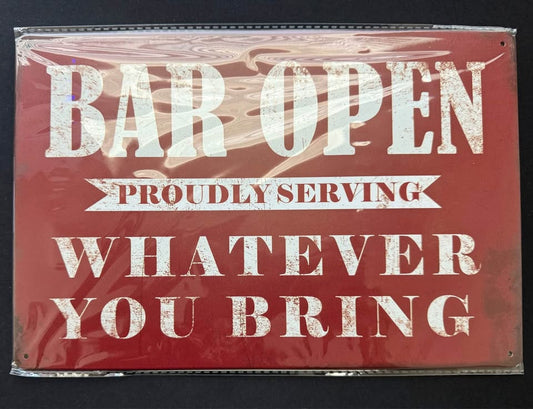 BAR OPEN
PROUDLY SERVING
WHATEVER
YOU BRING